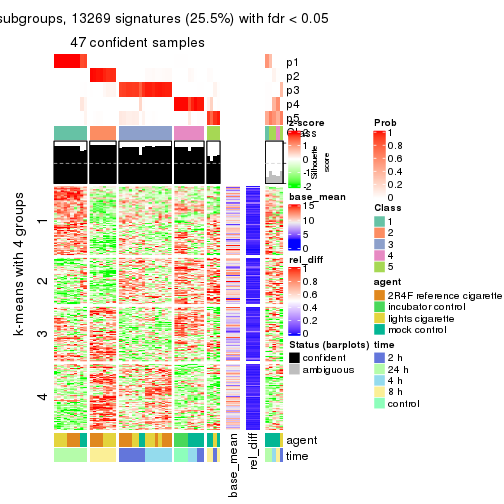 subgroups, 13269 signatures (25.5%) with fdr < 0.05
47 confident samples
p1
p2
p3
p4
p5
Class
z-score
2
-2
Silhouette
score
k-means with 4 groups
1
2
3
4
base_mean
15
10
5
0
rel_diff
1
0.8
0.6
0.4
0.2
0
Status (barplots)
confident
ambiguous
Prob
1
0.8
0.6
0.4
0.2
0
Class
1
2
3
4
5
agent
2R4F reference cigarette
incubator control
lights cigarette
mock control
time
2 h
24 h
4 h
8 h
control
agent
time
base_mean
rel_diff